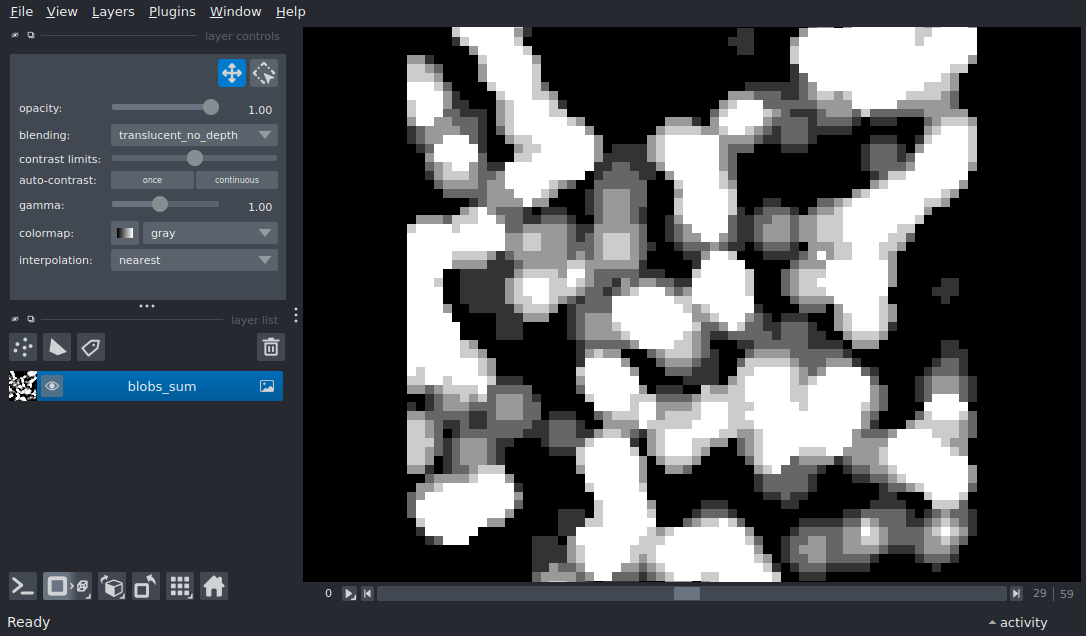 File View Layers Plugins Window Help
layer controls
opacity: 1.00
blending: translucent_no_depth
contrast limits:
auto-contrast: once continuous
gamma: 1.00
colormap: gray
interpolation: nearest
layer list
blobs_sum
0 29 59
Ready activity